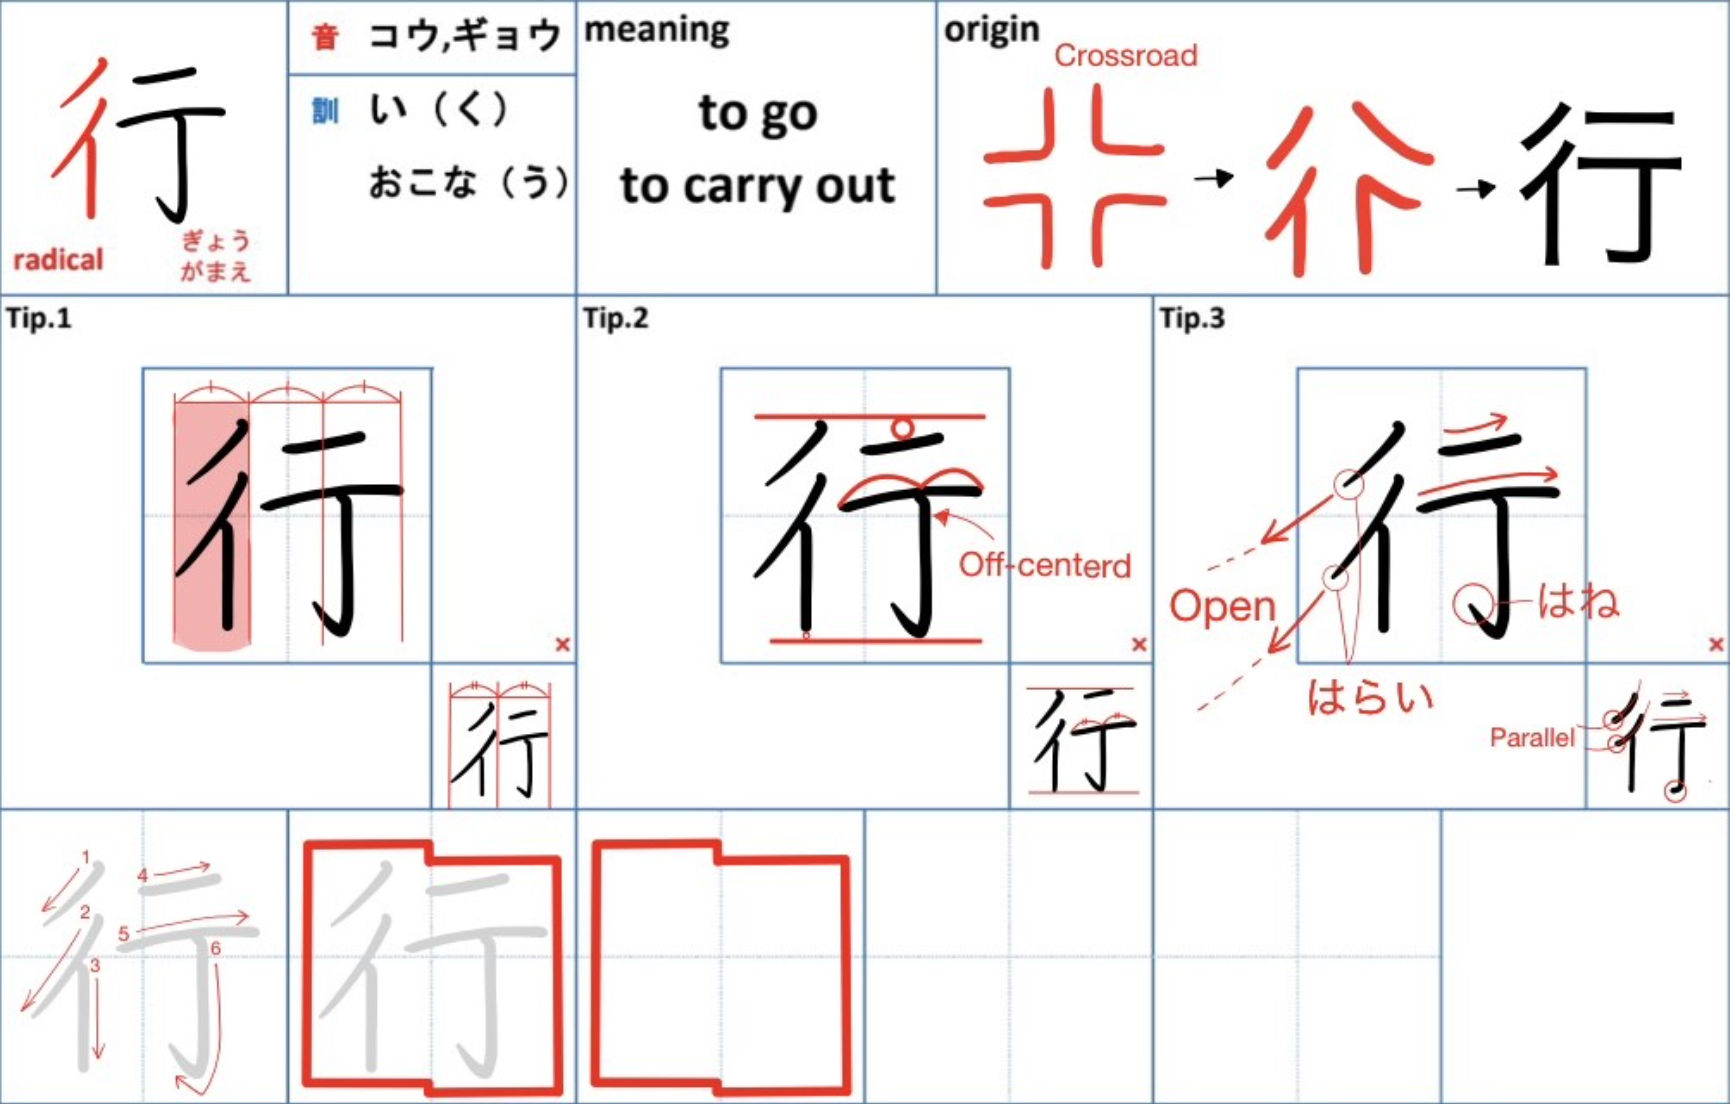 行
radical
ぎょう
がまえ
音 コウ,ギョウ
訓 い（く）
おこな（う）
meaning
to go
to carry out
origin
Crossroad
行
Tip.1
行
×
行
Tip.2
行
Off-centerd
×
行
Tip.3
行
Open
はね
はらい
×
Parallel
行
1
2
3
4
5
6
行
行